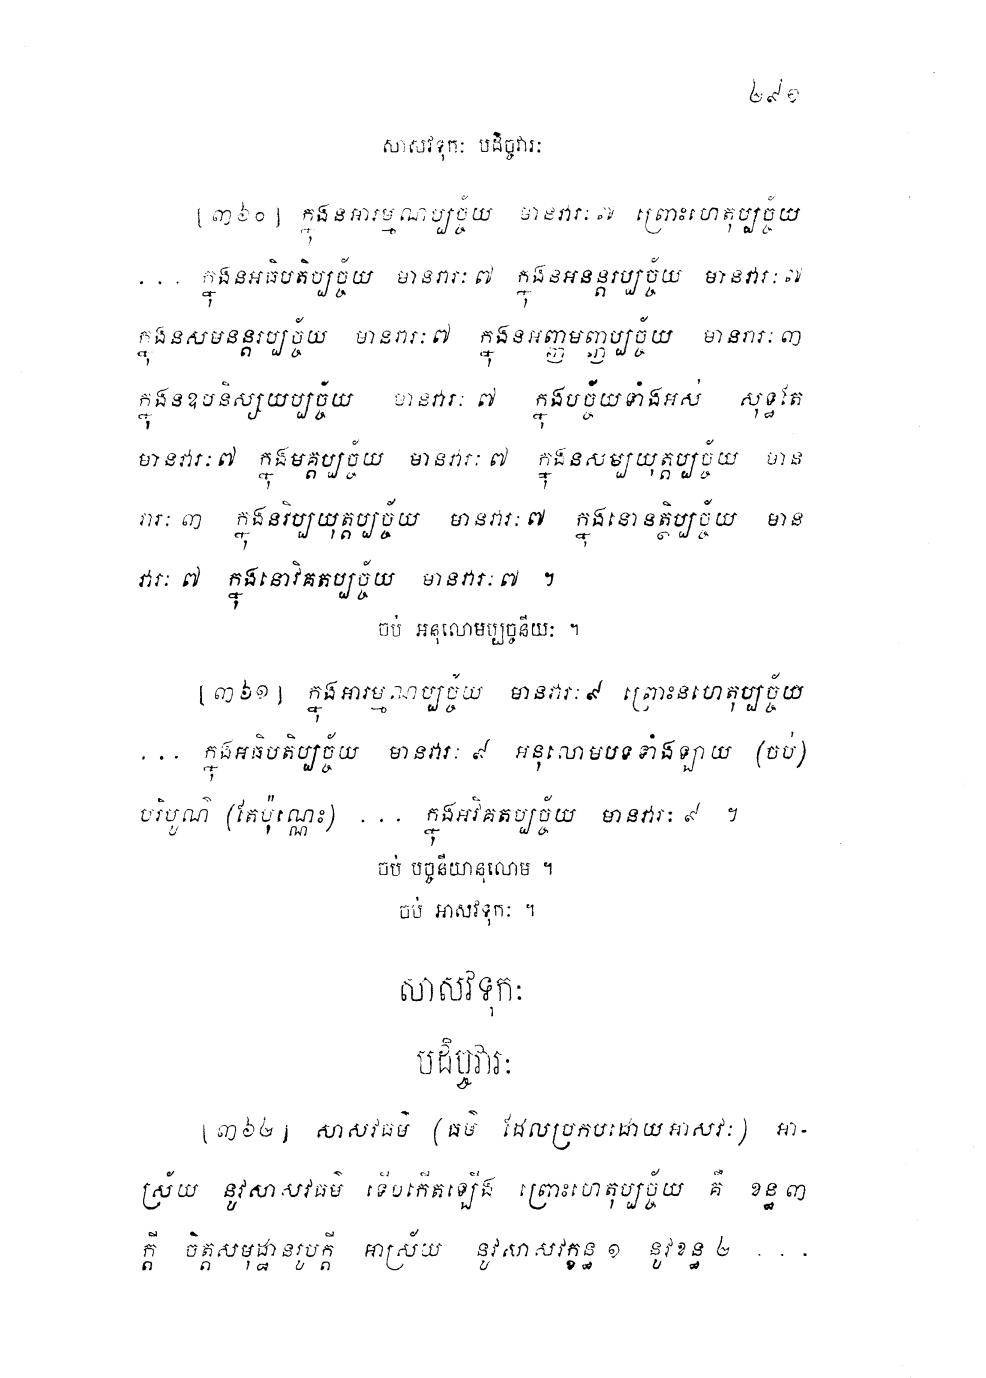 ២៩១
សាសវទុកៈ បដិច្ចវារៈ
[៣៦០] ក្នុងនអារម្មណប្បច្ច័យ មានវារៈ ៧ ព្រោះហេតុប្បច្ច័យ
... ក្នុងនអធិបតិប្បច្ច័យ មានវារៈ ៧ ក្នុងនអនន្តរប្បច្ច័យ មានវារៈ ៧
ក្នុងនសមនន្តរប្បច្ច័យ មានវារៈ ៧ ក្នុងនអញ្ញាមញ្ញប្បច្ច័យ មានវារៈ ៣
ក្នុងនឧបនិស្សយប្បច្ច័យ មានវារៈ ៧ ក្នុងបច្ច័យទាំងអស់ សុទ្ធតែ
មានវារៈ ៧ ក្នុងមគ្គប្បច្ច័យ មានវារៈ ៧ ក្នុងនសម្បយុត្តប្បច្ច័យ មាន
វារៈ ៣ ក្នុងនវិប្បយុត្តប្បច្ច័យ មានវារៈ ៧ ក្នុងនោនត្ថិប្បច្ច័យ មាន
វារៈ ៧ ក្នុងនោវិគតប្បច្ច័យ មានវារៈ ៧ ។
ចប់ អនុលោមប្បច្ចនីយៈ ។
[៣៦១] ក្នុងអារម្មណប្បច្ច័យ មានវារៈ ៩ ព្រោះនហេតុប្បច្ច័យ
... ក្នុងអធិបតិប្បច្ច័យ មានវារៈ ៩ អនុលោមបទទាំងឡាយ (ចប់)
បរិបូណ៌ (តែប៉ុណ្ណេះ) ... ក្នុងអវិគតប្បច្ច័យ មានវារៈ ៩ ។
ចប់ បច្ចនីយានុលោម ។
ចប់ អាសវទុកៈ ។
សាសវទុកៈ
បដិច្ចវារៈ
[៣៦២] សាសវធម៌ (ធម៌ ដែលប្រកបដោយអាសវៈ) អា-
ស្រ័យ នូវសាសវធម៌ ទើបកើតឡើង ព្រោះហេតុប្បច្ច័យ គឺ ខន្ធ ៣
ក្តី ចិត្តសមុដ្ឋានរូបក្តី អាស្រ័យ នូវសាសវក្ខន្ធ ១ នូវខន្ធ ២ ...